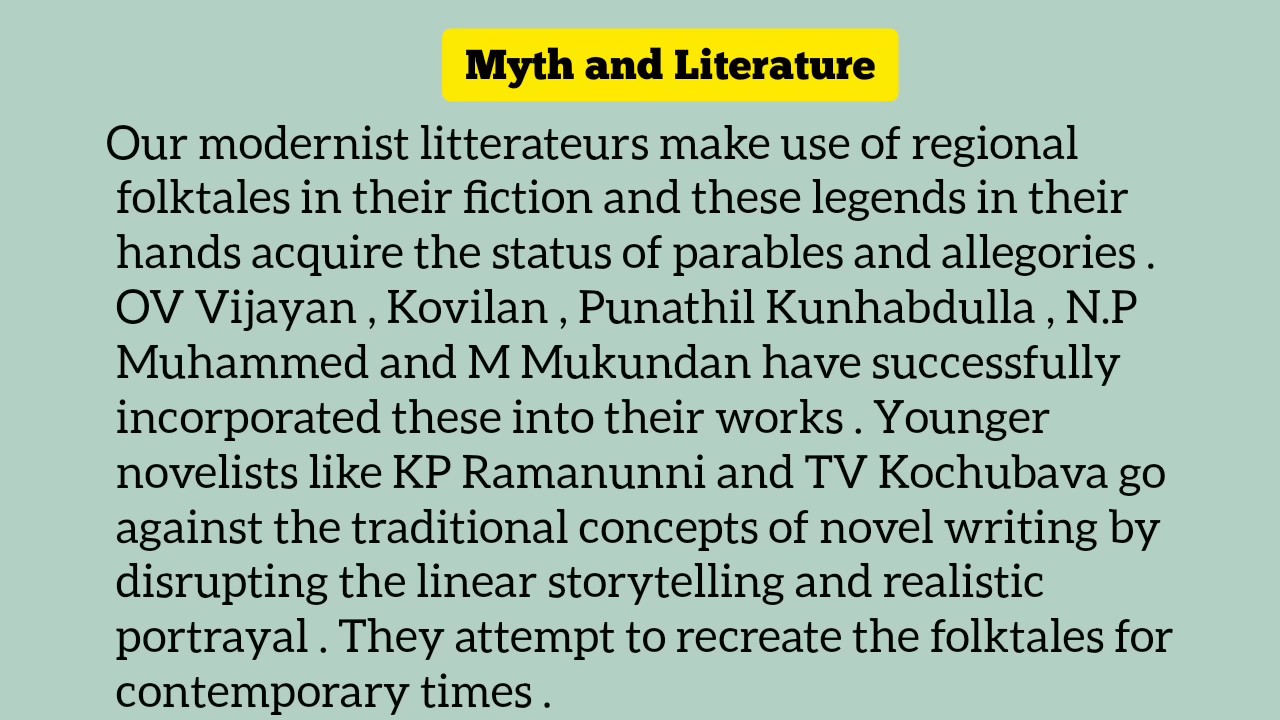 Myth and Literature
Our modernist litterateurs make use of regional
folktales in their fiction and these legends in their
hands acquire the status of parables and allegories .
OV Vijayan , Kovilan , Punathil Kunhabdulla , N.P
Muhammed and M Mukundan have successfully
incorporated these into their works . Younger
novelists like KP Ramanunni and TV Kochubava go
against the traditional concepts of novel writing by
disrupting the linear storytelling and realistic
portrayal . They attempt to recreate the folktales for
contemporary times .